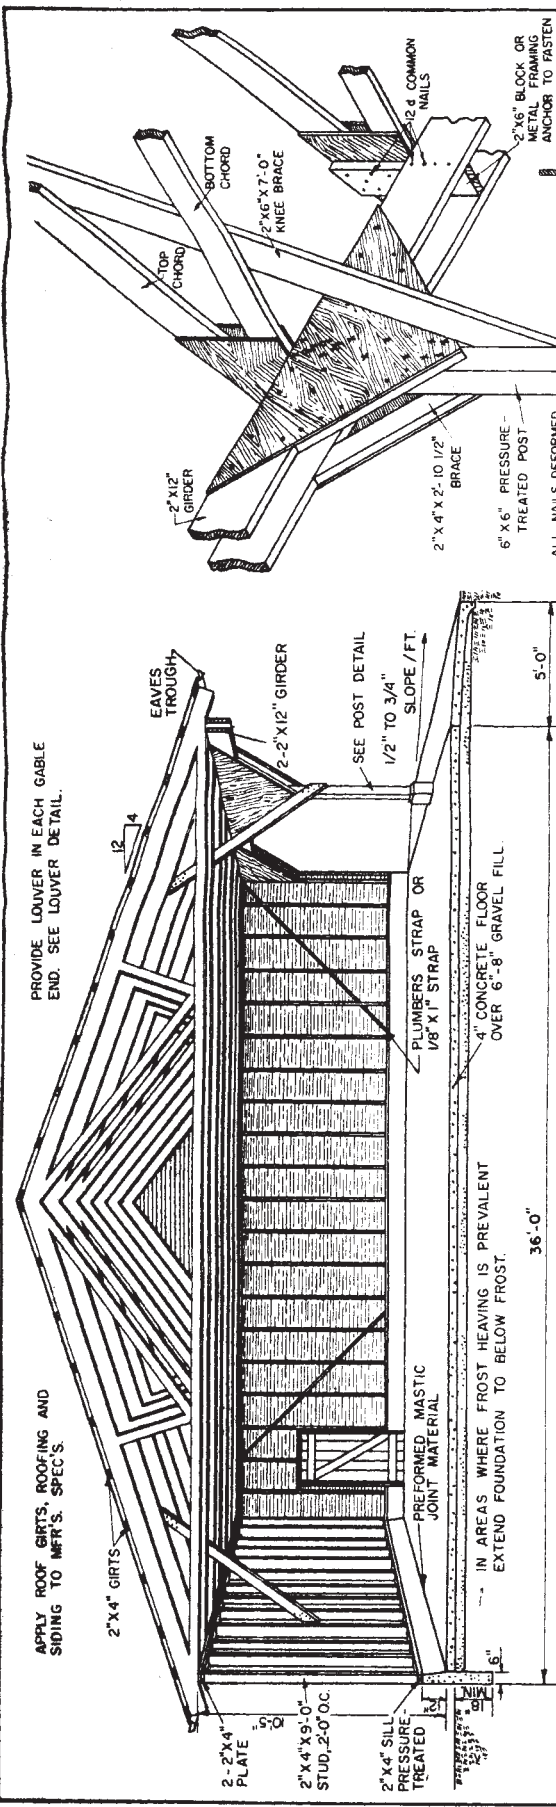 APPLY ROOF GIRTS, ROOFING AND
SIDING TO MFR'S. SPEC'S.
2"X4" GIRTS
PROVIDE LOUVER IN EACH GABLE
END. SEE LOUVER DETAIL.
12
4
EAVES
TROUGH
2-2"X12" GIRDER
SEE POST DETAIL
1/2" TO 3/4"
SLOPE/FT.
2-2"X4"
PLATE
2"X4"X9'-0"
STUD, 2'-0" O.C.
2"X4" SILL
PRESSURE-
TREATED
PREFORMED MASTIC
JOINT MATERIAL
PLUMBERS STRAP OR
1/8" X 1" STRAP
4" CONCRETE FLOOR
OVER 6"-8" GRAVEL FILL.
IN AREAS WHERE FROST HEAVING IS PREVALENT
EXTEND FOUNDATION TO BELOW FROST.
MIN.
6"
36'-0"
5'-0"
TOP
CHORD
BOTTOM
CHORD
2"X6"X7'-0"
KNEE BRACE
12d COMMON
NAILS
2"X6" BLOCK OR
METAL FRAMING
ANCHOR TO FASTEN
2"X12"
GIRDER
2"X4"X2'-10 1/2"
BRACE
6"X6" PRESSURE-
TREATED POST
ALL NAILS DEFORMED